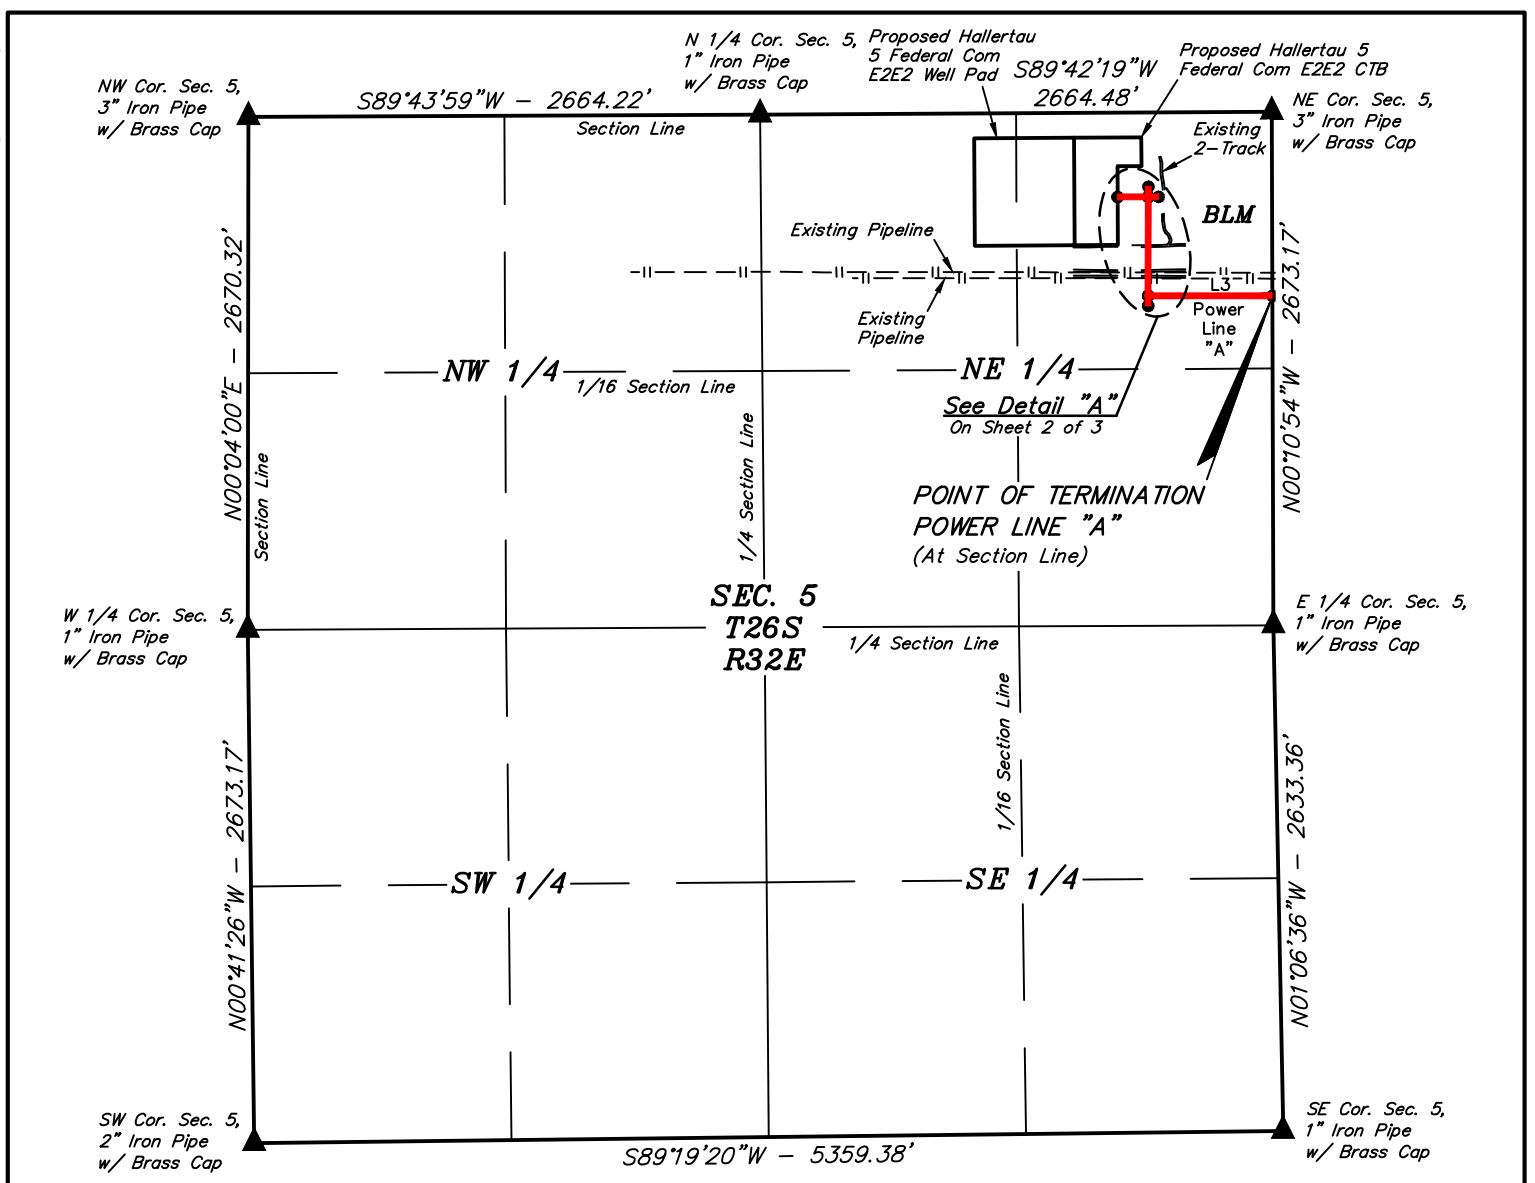 N 1/4 Cor. Sec. 5,
1" Iron Pipe
w/ Brass Cap
Proposed Hallertau
5 Federal Com
E2E2 Well Pad
S89°42'19"W
2664.48'
Proposed Hallertau 5
Federal Com E2E2 CTB
NW Cor. Sec. 5,
3" Iron Pipe
w/ Brass Cap
S89°43'59"W - 2664.22'
Section Line
NE Cor. Sec. 5,
3" Iron Pipe
w/ Brass Cap
Existing
2-Track
BLM
Existing Pipeline
Existing
Pipeline
L3
Power
Line
"A"
N00°04'00"E - 2670.32'
Section Line
N00°10'54"W - 2673.17'
NW 1/4
1/16 Section Line
NE 1/4
See Detail "A"
On Sheet 2 of 3
1/4 Section Line
POINT OF TERMINATION
POWER LINE "A"
(At Section Line)
W 1/4 Cor. Sec. 5,
1" Iron Pipe
w/ Brass Cap
SEC. 5
T26S
R32E
1/4 Section Line
E 1/4 Cor. Sec. 5,
1" Iron Pipe
w/ Brass Cap
1/16 Section Line
N00°41'26"W - 2673.17'
N01°06'36"W - 2633.36'
SW 1/4
SE 1/4
SW Cor. Sec. 5,
2" Iron Pipe
w/ Brass Cap
S89°19'20"W - 5359.38'
SE Cor. Sec. 5,
1" Iron Pipe
w/ Brass Cap